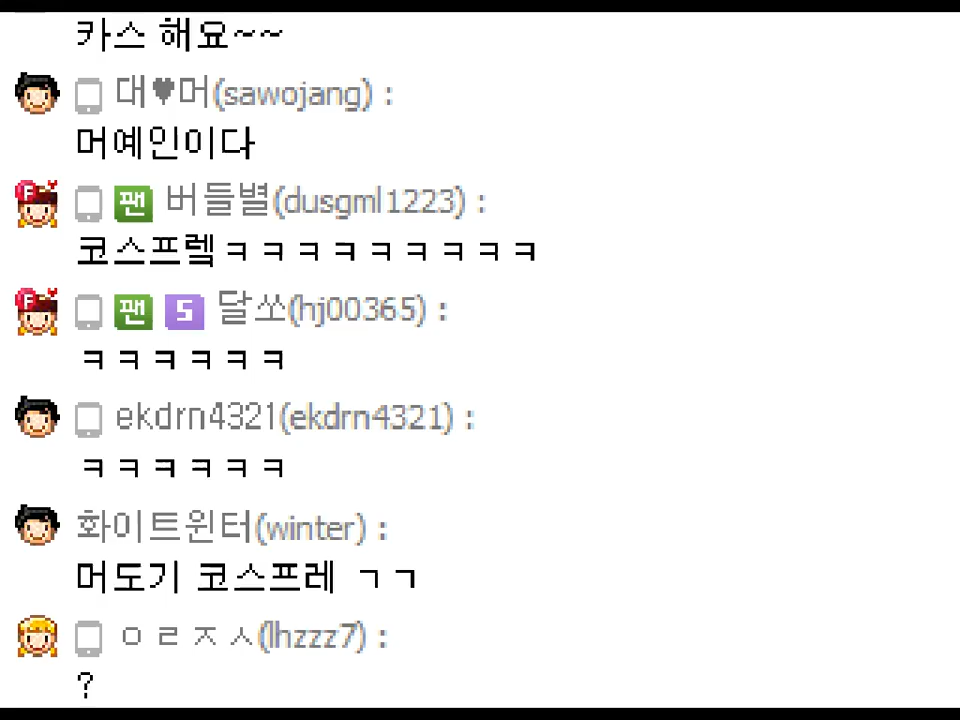 카스 해요~~
대♥머(sawojang) :
머예인이다
팬 버들별(dusgml1223) :
코스프렠ㅋㅋㅋㅋㅋㅋㅋㅋㅋ
팬 S 달쏘(hj00365) :
ㅋㅋㅋㅋㅋㅋ
ekdrn4321(ekdrn4321) :
ㅋㅋㅋㅋㅋㅋ
화이트윈터(winter) :
머도기 코스프레 ㄱㄱ
ㅇㄹㅈㅅ(lhzzz7) :
?